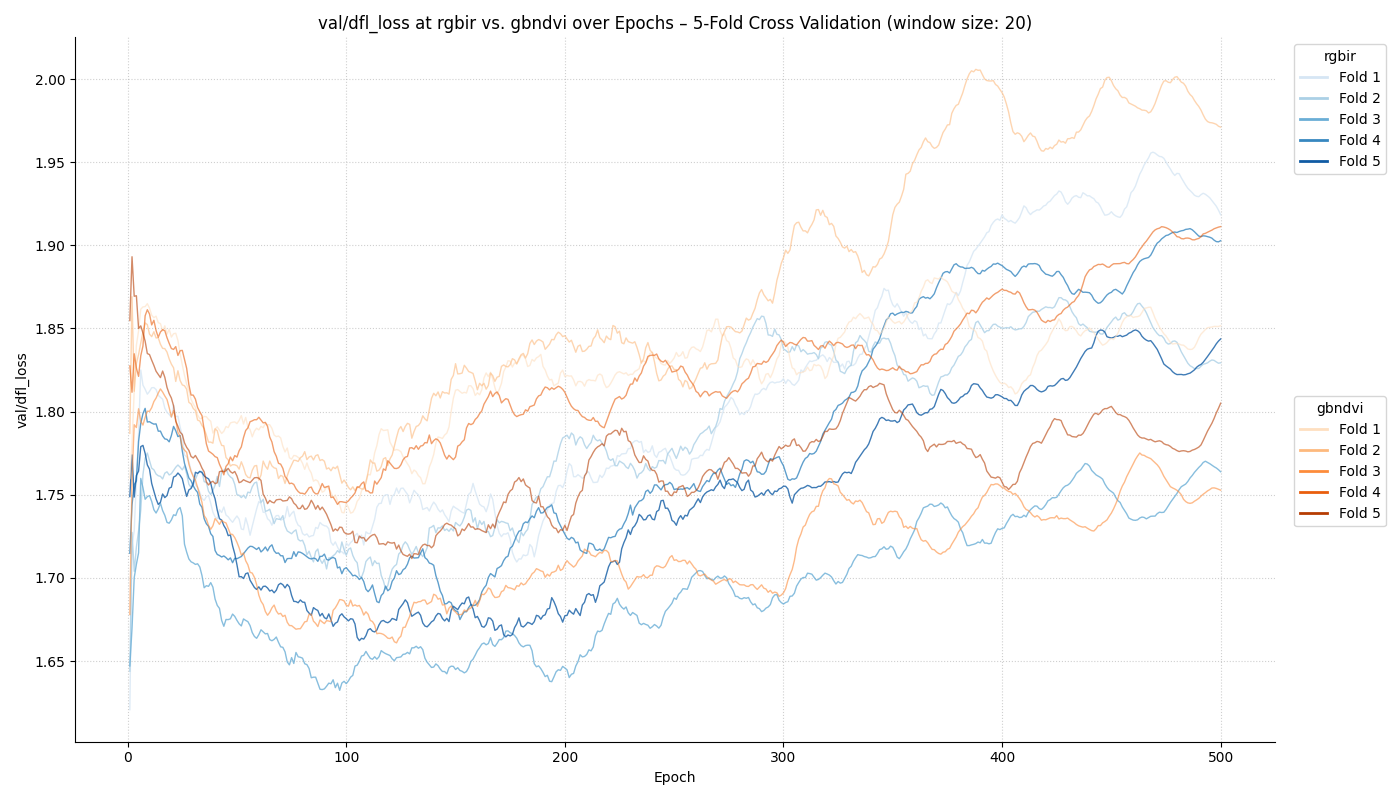 val/dfl_loss at rgbir vs. gbndvi over Epochs – 5-Fold Cross Validation (window size: 20)
val/dfl_loss
2.00
1.95
1.90
1.85
1.80
1.75
1.70
1.65
0
100
200
300
400
500
Epoch
rgbir
Fold 1
Fold 2
Fold 3
Fold 4
Fold 5
gbndvi
Fold 1
Fold 2
Fold 3
Fold 4
Fold 5